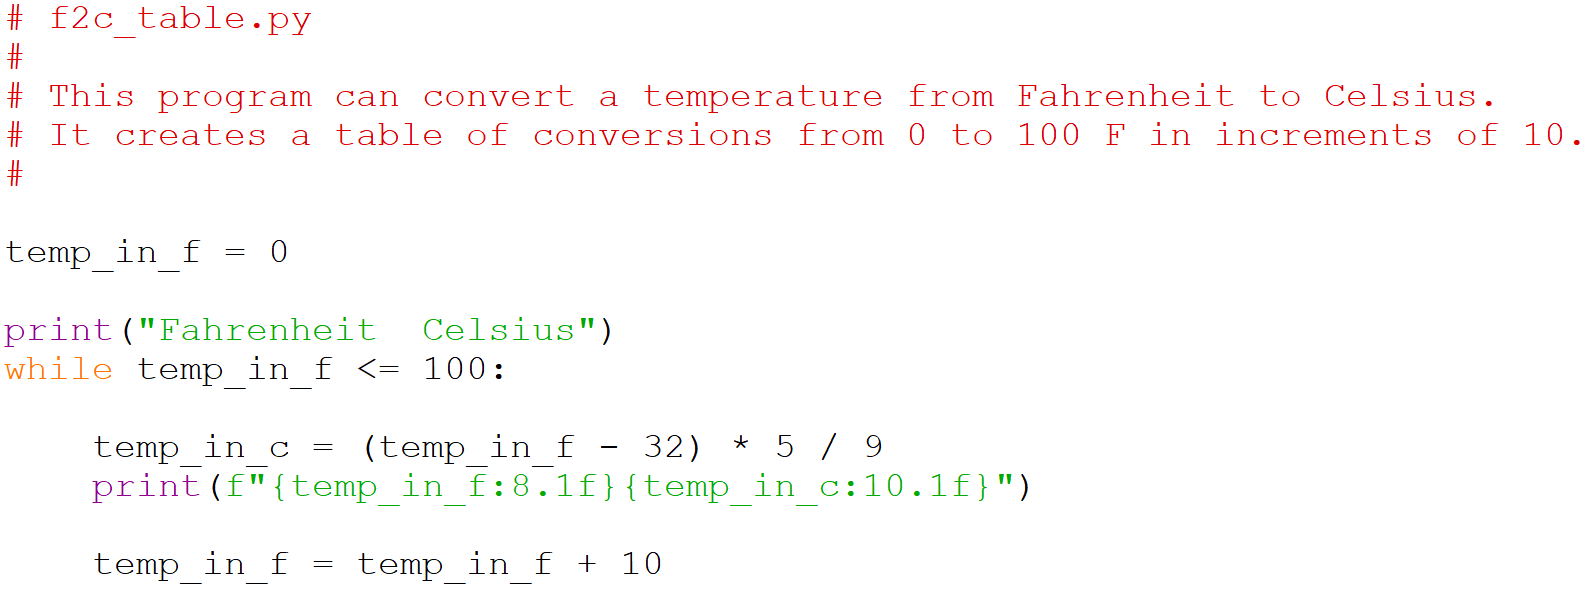 # f2c_table.py
#
# This program can convert a temperature from Fahrenheit to Celsius.
# It creates a table of conversions from 0 to 100 F in increments of 10.
#
temp_in_f = 0
print("Fahrenheit  Celsius")
while temp_in_f <= 100:
    temp_in_c = (temp_in_f - 32) * 5 / 9
    print(f"{temp_in_f:8.1f}{temp_in_c:10.1f}")
    temp_in_f = temp_in_f + 10